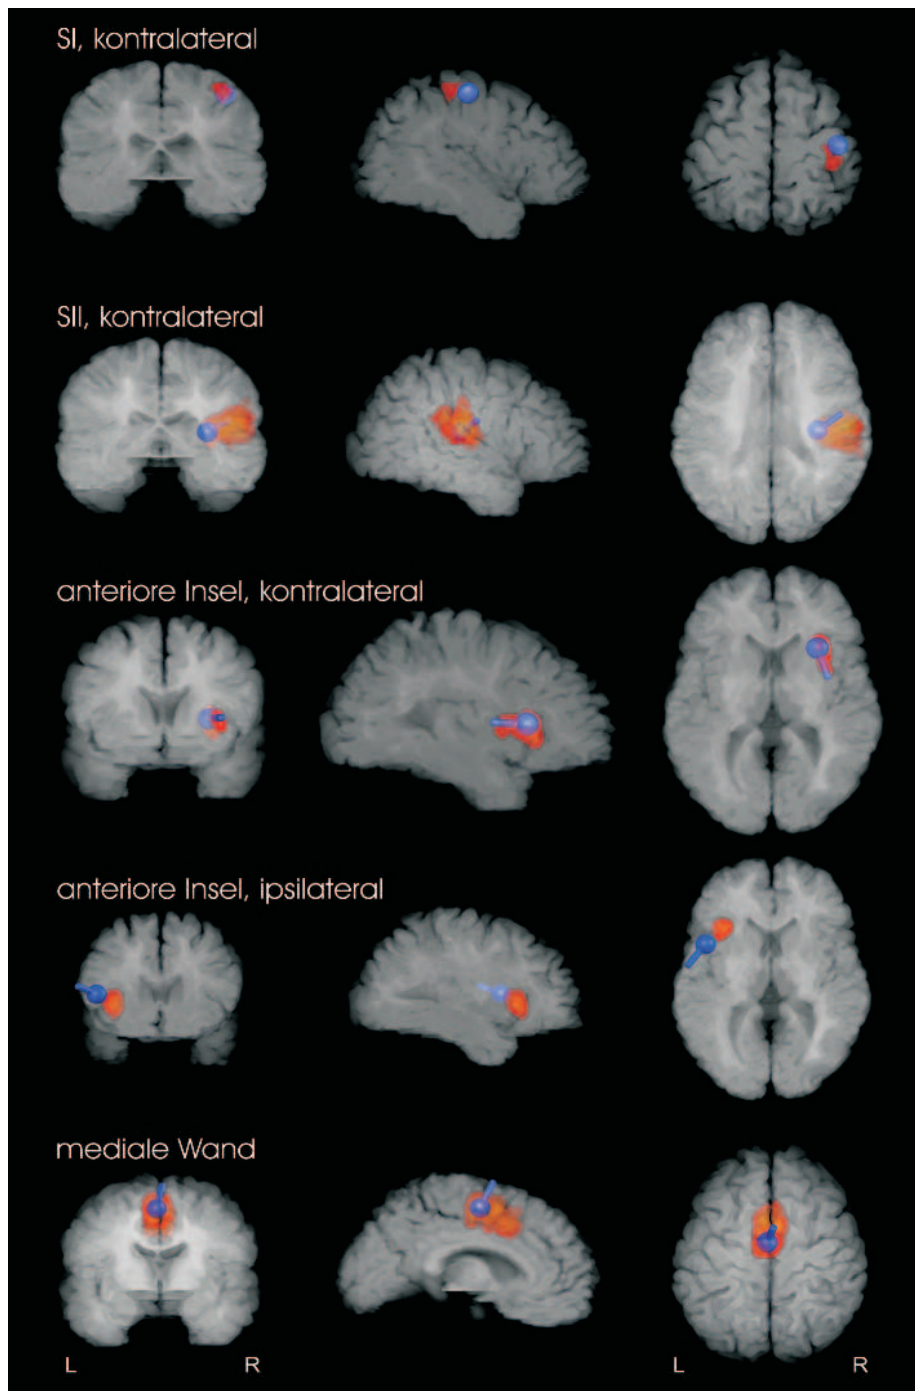 SI, kontralateral
SII, kontralateral
anteriore Insel, kontralateral
anteriore Insel, ipsilateral
mediale Wand
L R L R